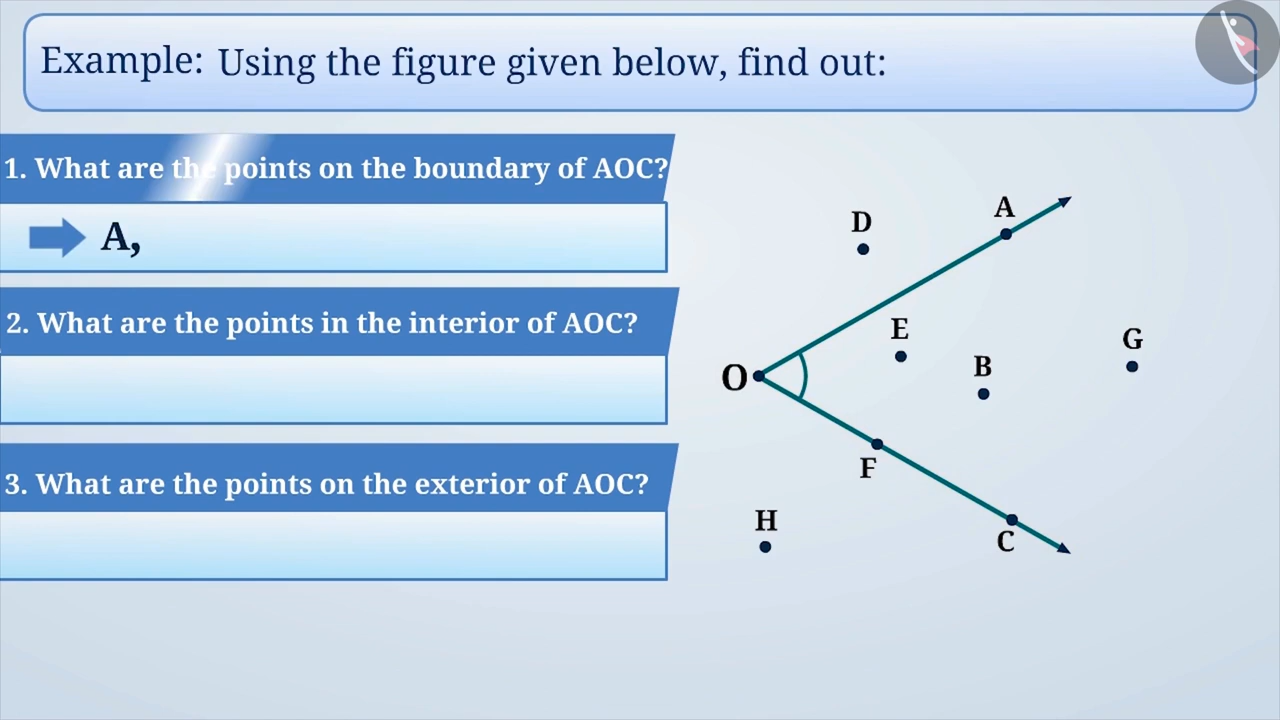 Example: Using the figure given below, find out:
1. What are the points on the boundary of AOC?
A,
2. What are the points in the interior of AOC?
3. What are the points on the exterior of AOC?
A
D
E
G
B
O
F
H
C